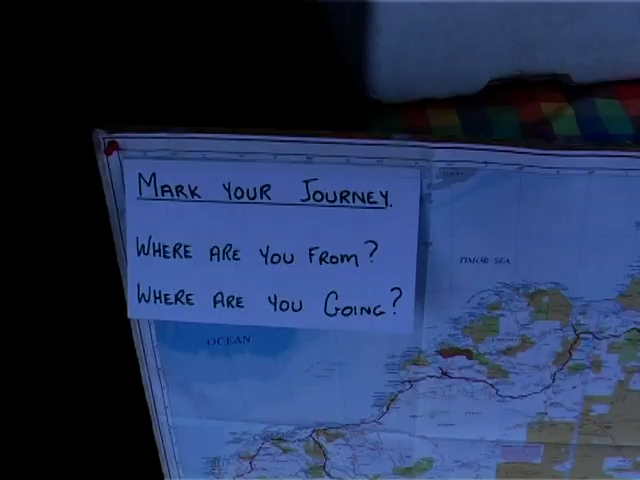 MARK YOUR JOURNEY.
WHERE ARE YOU FROM?
WHERE ARE YOU GOING?
TIMOR SEA
OCEAN